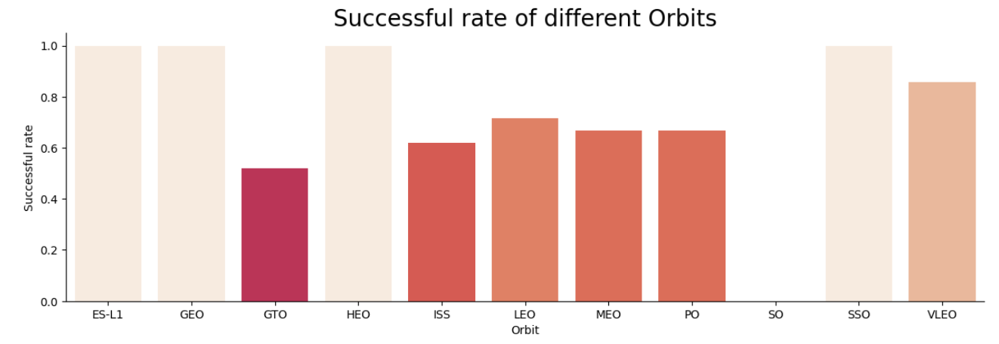 Successful rate of different Orbits
1.0
0.8
0.6
0.4
0.2
0.0
Successful rate
ES-L1 GEO GTO HEO ISS LEO MEO PO SO SSO VLEO
Orbit